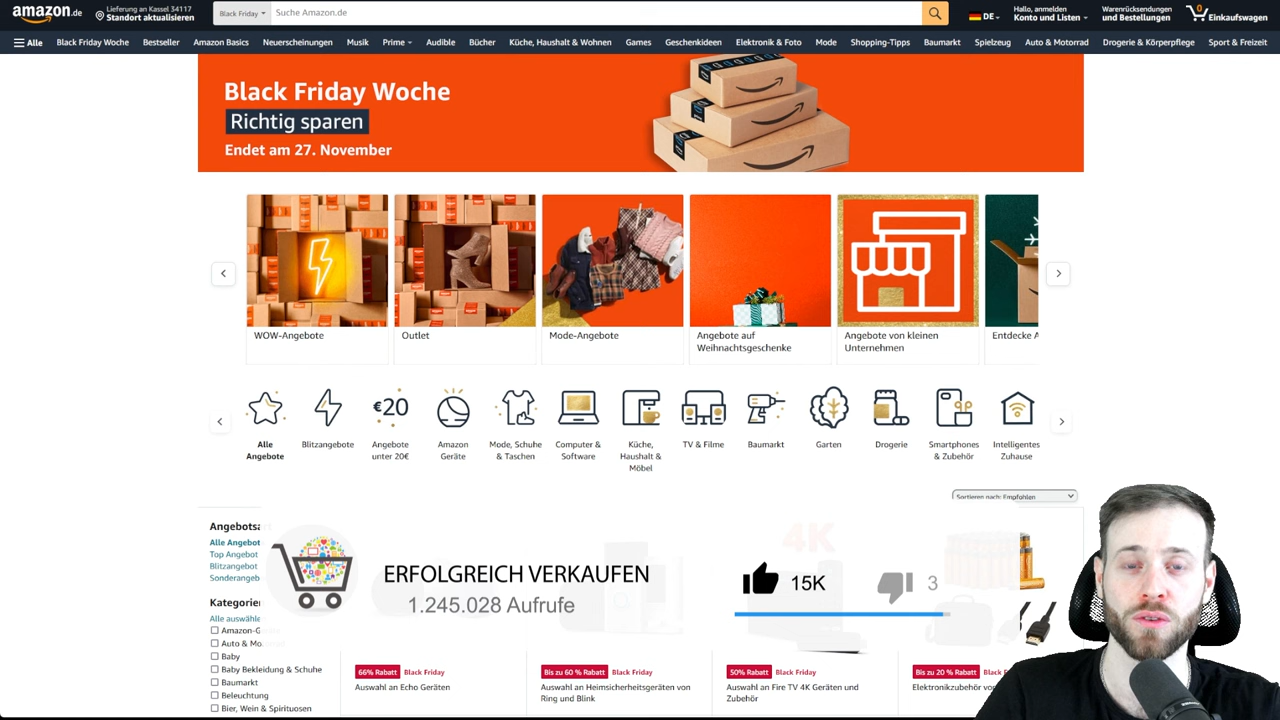 amazon.de
Lieferung an Kassel 34117
Standort aktualisieren
Black Friday
Suche Amazon.de
DE
Hallo, anmelden
Konto und Listen
Warenrücksendungen
und Bestellungen
0
Einkaufswagen
Alle
Black Friday Woche
Bestseller
Amazon Basics
Neuerscheinungen
Musik
Prime
Audible
Bücher
Küche, Haushalt & Wohnen
Games
Geschenkideen
Elektronik & Foto
Mode
Shopping-Tipps
Baumarkt
Spielzeug
Auto & Motorrad
Drogerie & Körperpflege
Sport & Freizeit
Black Friday Woche
Richtig sparen
Endet am 27. November
WOW-Angebote
Outlet
Mode-Angebote
Angebote auf
Weihnachtsgeschenke
Angebote von kleinen
Unternehmen
Entdecke A
€20
Alle
Angebote
Blitzangebote
Angebote
unter 20€
Amazon
Geräte
Mode, Schuhe
& Taschen
Computer &
Software
Küche,
Haushalt &
Möbel
TV & Filme
Baumarkt
Garten
Drogerie
Smartphones
& Zubehör
Intelligentes
Zuhause
Sortieren nach: Empfohlen
Angebotsart
Alle Angebot
Top Angebot
Blitzangebot
Sonderangeb
Kategorien
Alle auswähle
Amazon-G
Auto & Mo
Baby
Baby Bekleidung & Schuhe
Baumarkt
Beleuchtung
Bier, Wein & Spirituosen
4K
ERFOLGREICH VERKAUFEN
1.245.028 Aufrufe
15K
3
66% Rabatt
Black Friday
Auswahl an Echo Geräten
Bis zu 60 % Rabatt
Black Friday
Auswahl an Heimsicherheitsgeräten von
Ring und Blink
50% Rabatt
Black Friday
Auswahl an Fire TV 4K Geräten und
Zubehör
Bis zu 20 % Rabatt
Black F
Elektronikzubehör vo